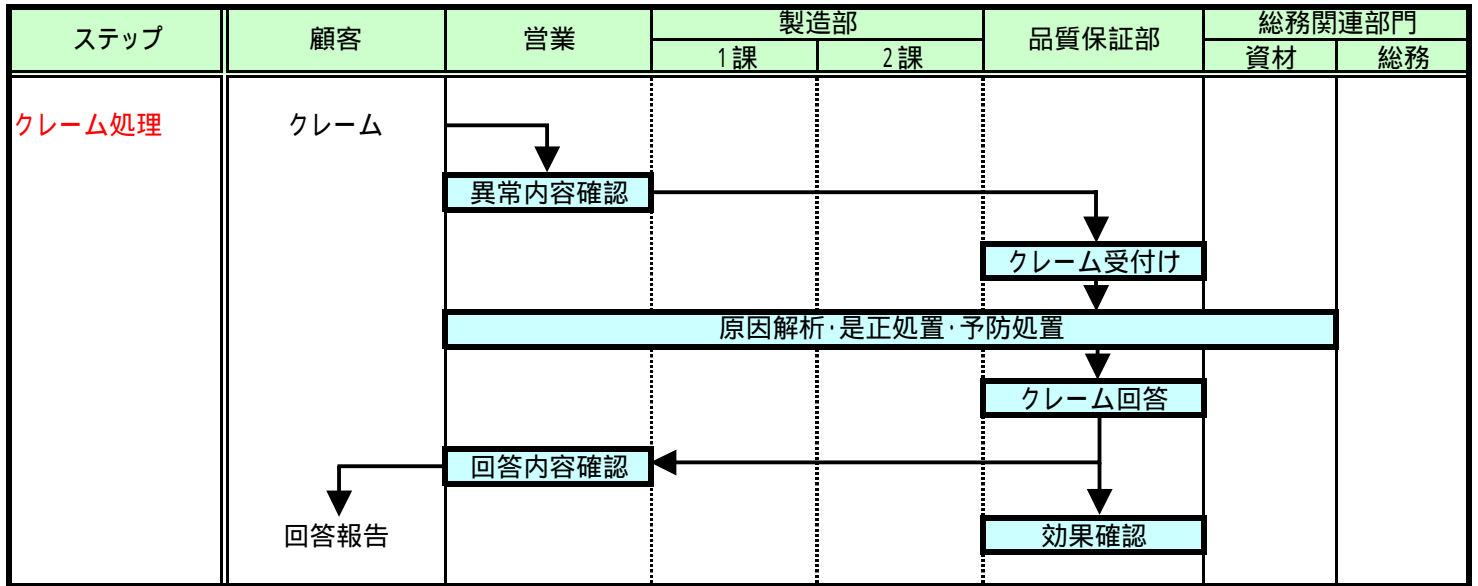 ステップ
顧客
営業
製造部
品質保証部
総務関連部門
1課
2課
資材
総務
クレーム処理
クレーム
異常内容確認
クレーム受付け
原因解析・是正処置・予防処置
クレーム回答
回答内容確認
回答報告
効果確認